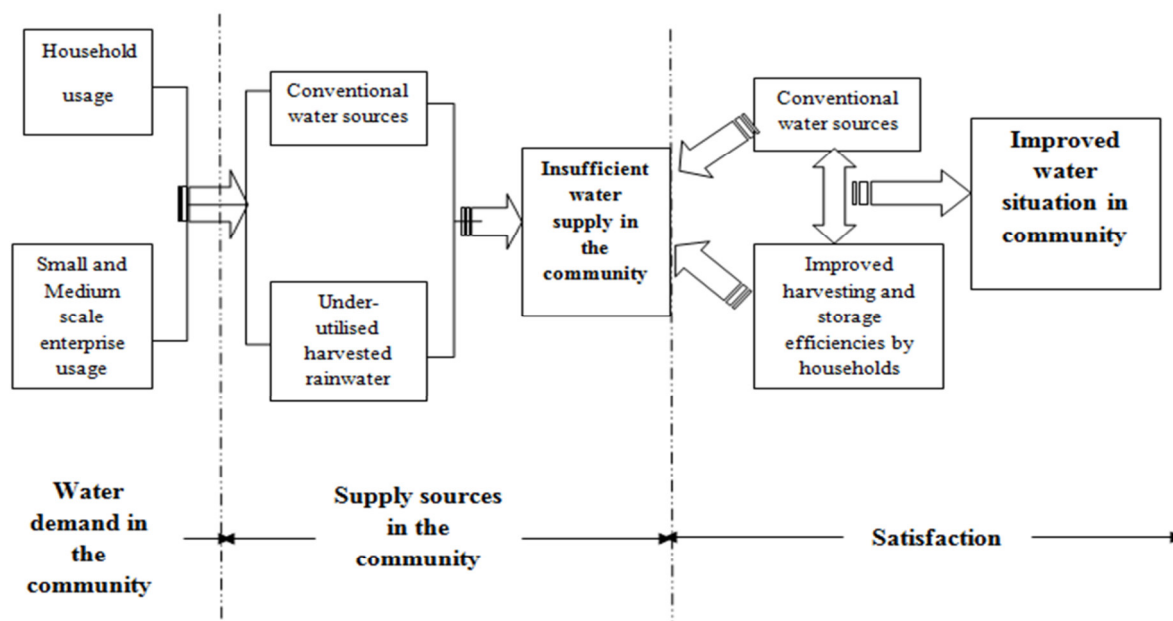 Household
usage
Small and
Medium
scale
enterprise
usage
Conventional
water sources
Under-
utilised
harvested
rainwater
Insufficient
water
supply in
the
community
Conventional
water sources
Improved
harvesting and
storage
efficiencies by
households
Improved
water
situation in
community
Water
demand in
the
community
Supply sources
in the
community
Satisfaction